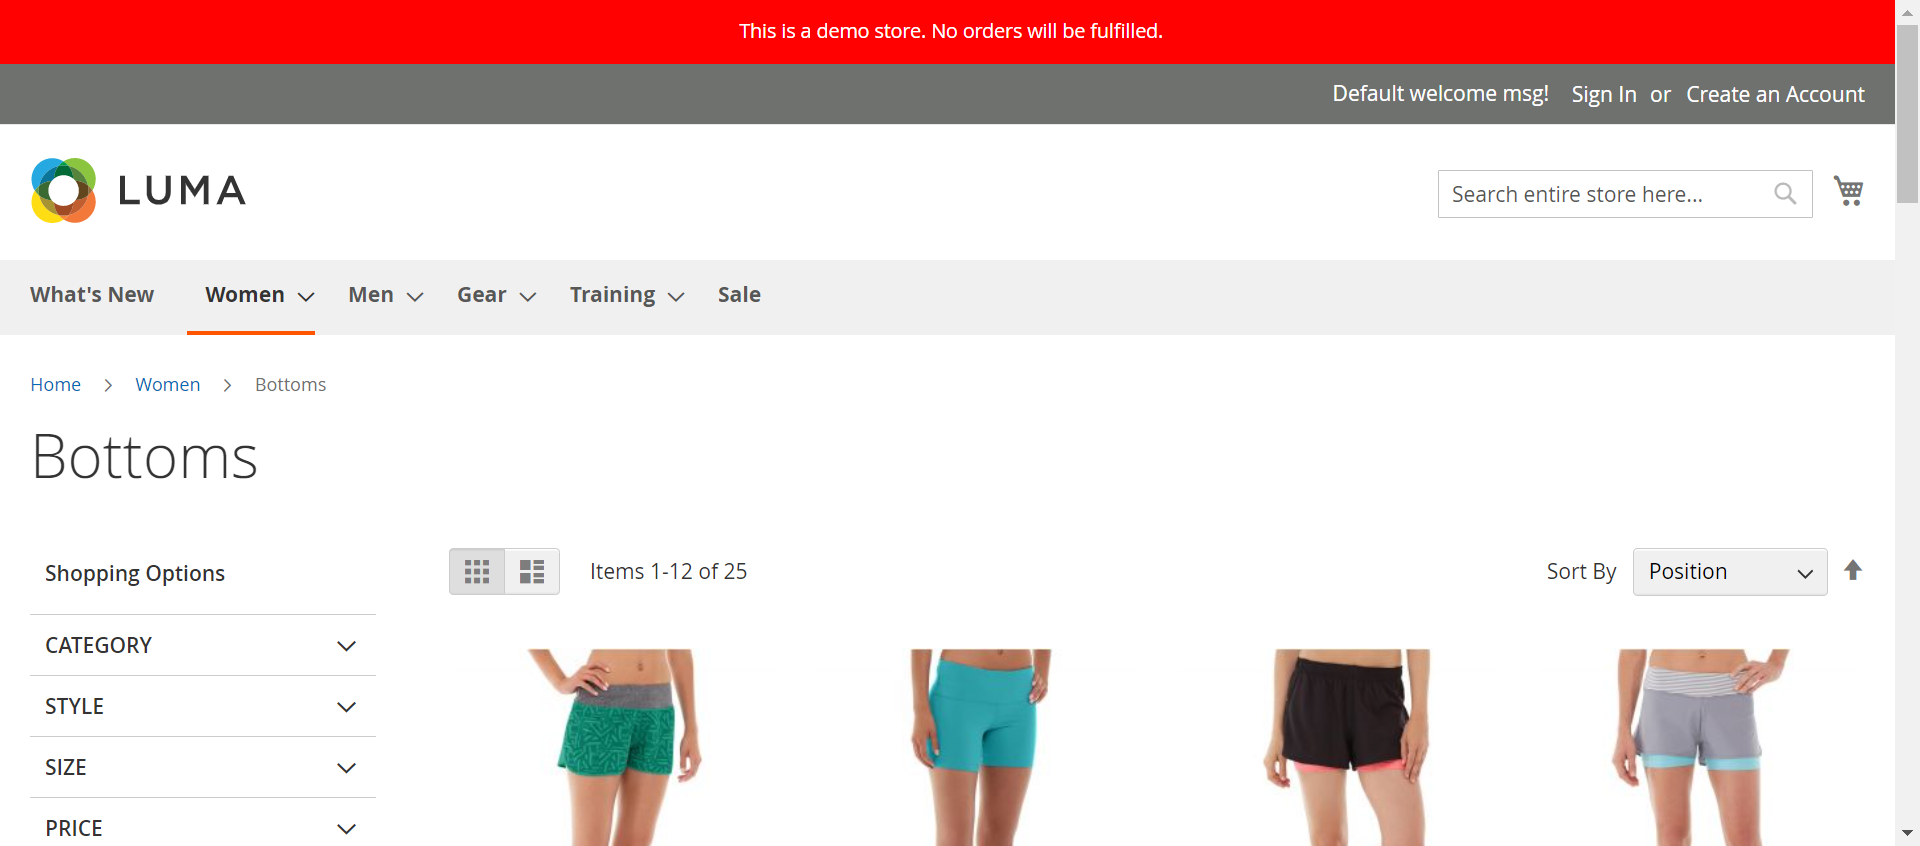 This is a demo store. No orders will be fulfilled.
Default welcome msg! Sign In or Create an Account
LUMA
Search entire store here...
What's New Women Men Gear Training Sale
Home Women Bottoms
Bottoms
Shopping Options
Items 1-12 of 25
Sort By Position
CATEGORY
STYLE
SIZE
PRICE